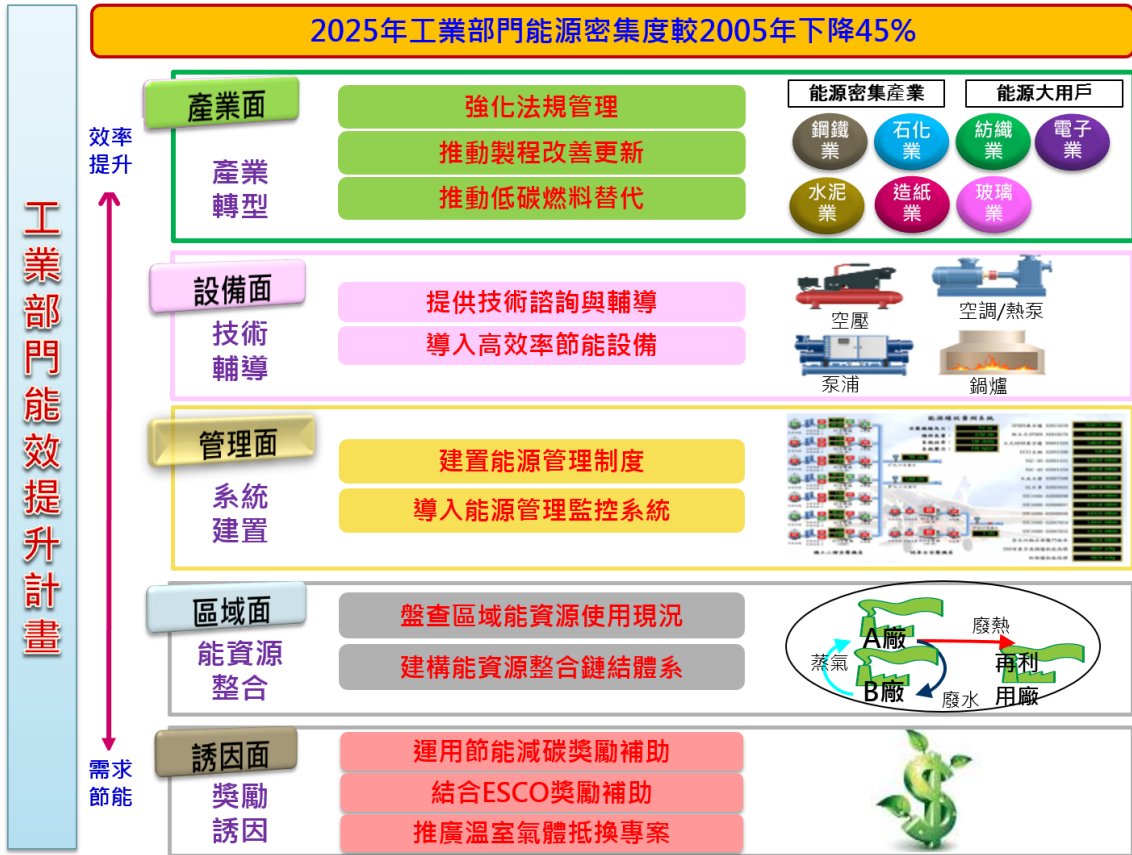 2025年工業部門能源密集度較2005年下降45%
工業部門能效提升計畫
效率
提升
需求
節能
產業面
產業
轉型
強化法規管理
推動製程改善更新
推動低碳燃料替代
能源密集產業
能源大用戶
鋼鐵
業
石化
業
紡織
業
電子
業
水泥
業
造紙
業
玻璃
業
設備面
技術
輔導
提供技術諮詢與輔導
導入高效率節能設備
空壓
空調/熱泵
泵浦
鍋爐
管理面
系統
建置
建置能源管理制度
導入能源管理監控系統
區域面
能資源
整合
盤查區域能資源使用現況
建構能資源整合鏈結體系
A廠
廢熱
蒸氣
再利
用廠
B廠
廢水
誘因面
獎勵
誘因
運用節能減碳獎勵補助
結合ESCO獎勵補助
推廣溫室氣體抵換專案